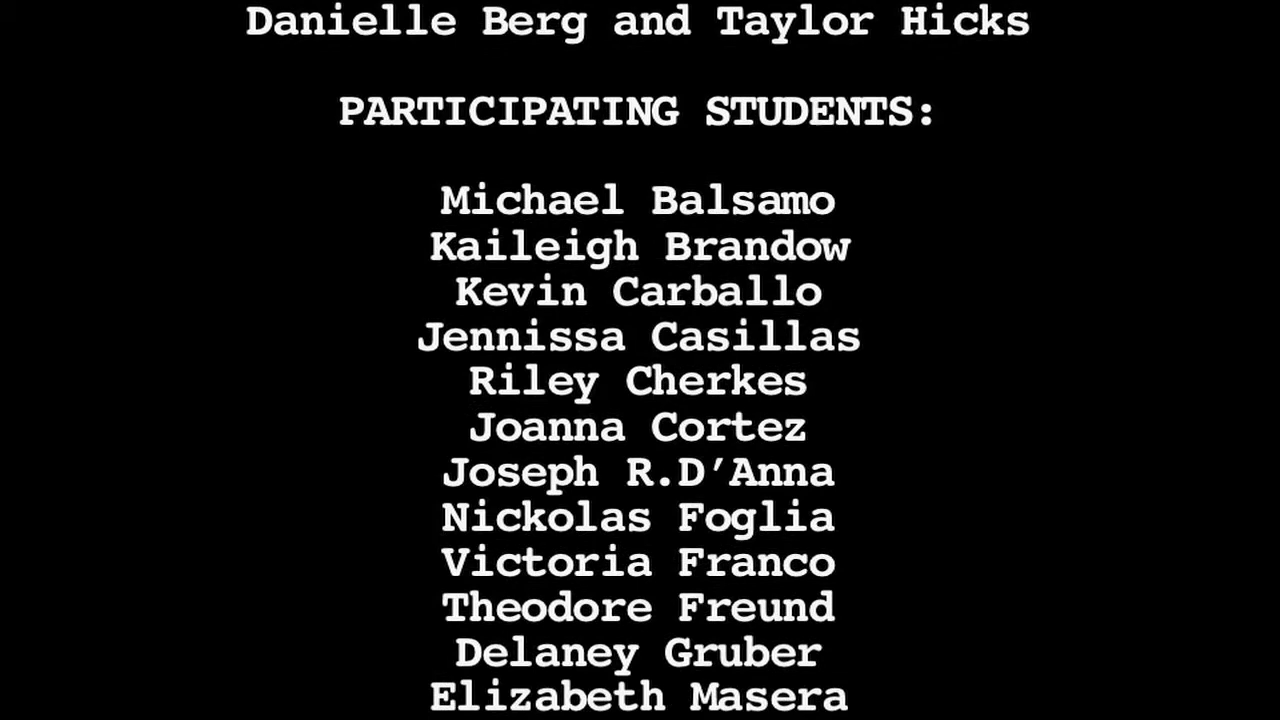 Danielle Berg and Taylor Hicks
PARTICIPATING STUDENTS:
Michael Balsamo
Kaileigh Brandow
Kevin Carballo
Jennissa Casillas
Riley Cherkes
Joanna Cortez
Joseph R.D’Anna
Nickolas Foglia
Victoria Franco
Theodore Freund
Delaney Gruber
Elizabeth Masera